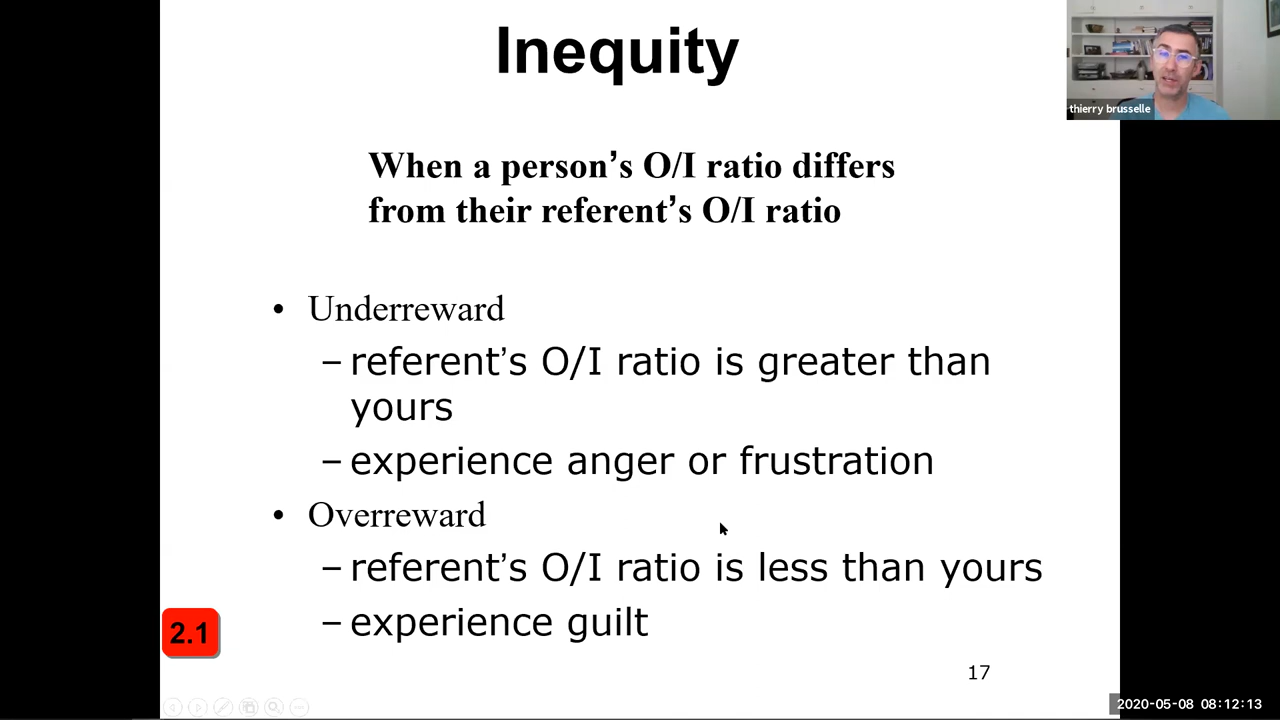 Inequity
thierry brusselle
When a person’s O/I ratio differs
from their referent’s O/I ratio
• Underreward
– referent’s O/I ratio is greater than
yours
– experience anger or frustration
• Overreward
– referent’s O/I ratio is less than yours
– experience guilt
2.1
17
2020-05-08 08:12:13